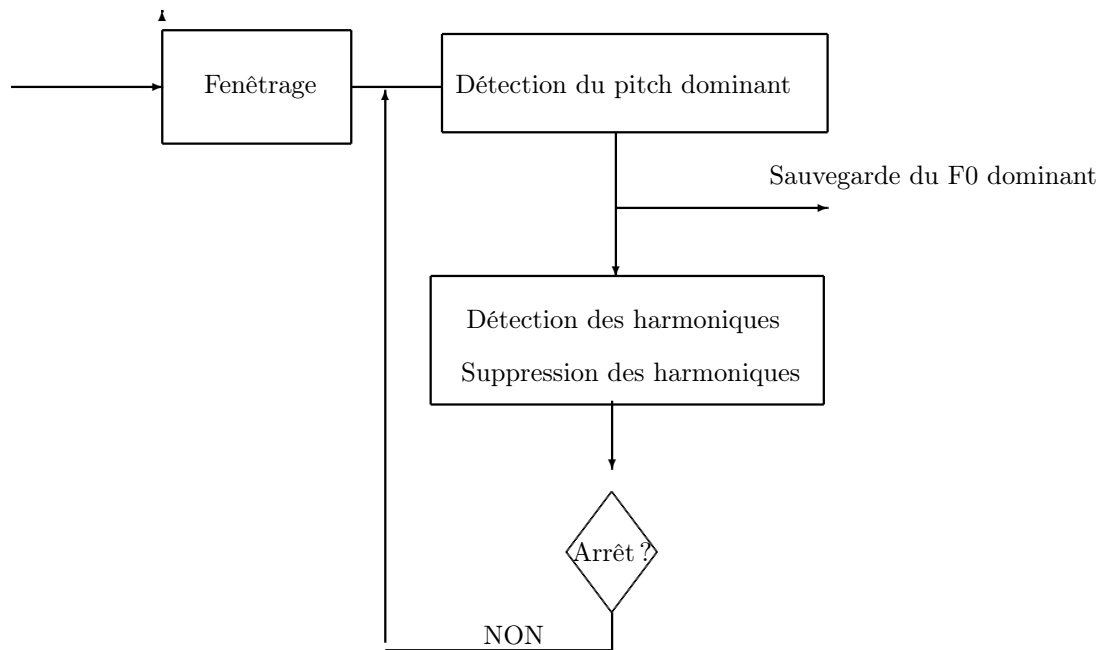 Fenêtrage
Détection du pitch dominant
Sauvegarde du F0 dominant
Détection des harmoniques
Suppression des harmoniques
Arrêt ?
NON